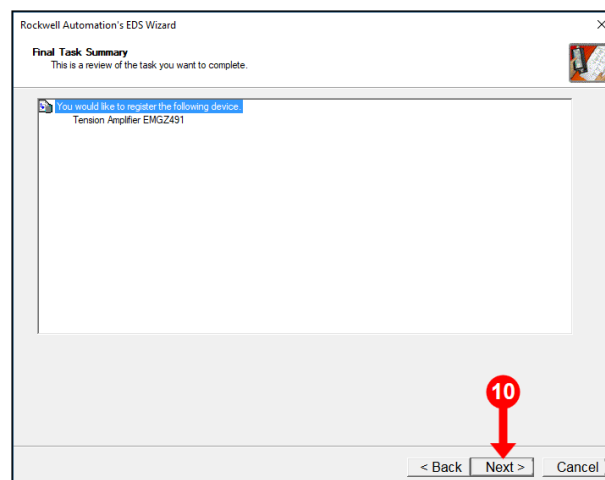 Rockwell Automation's EDS Wizard
Final Task Summary
This is a review of the task you want to complete.
You would like to register the following device.
Tension Amplifier EMGZ491
10
< Back Next > Cancel